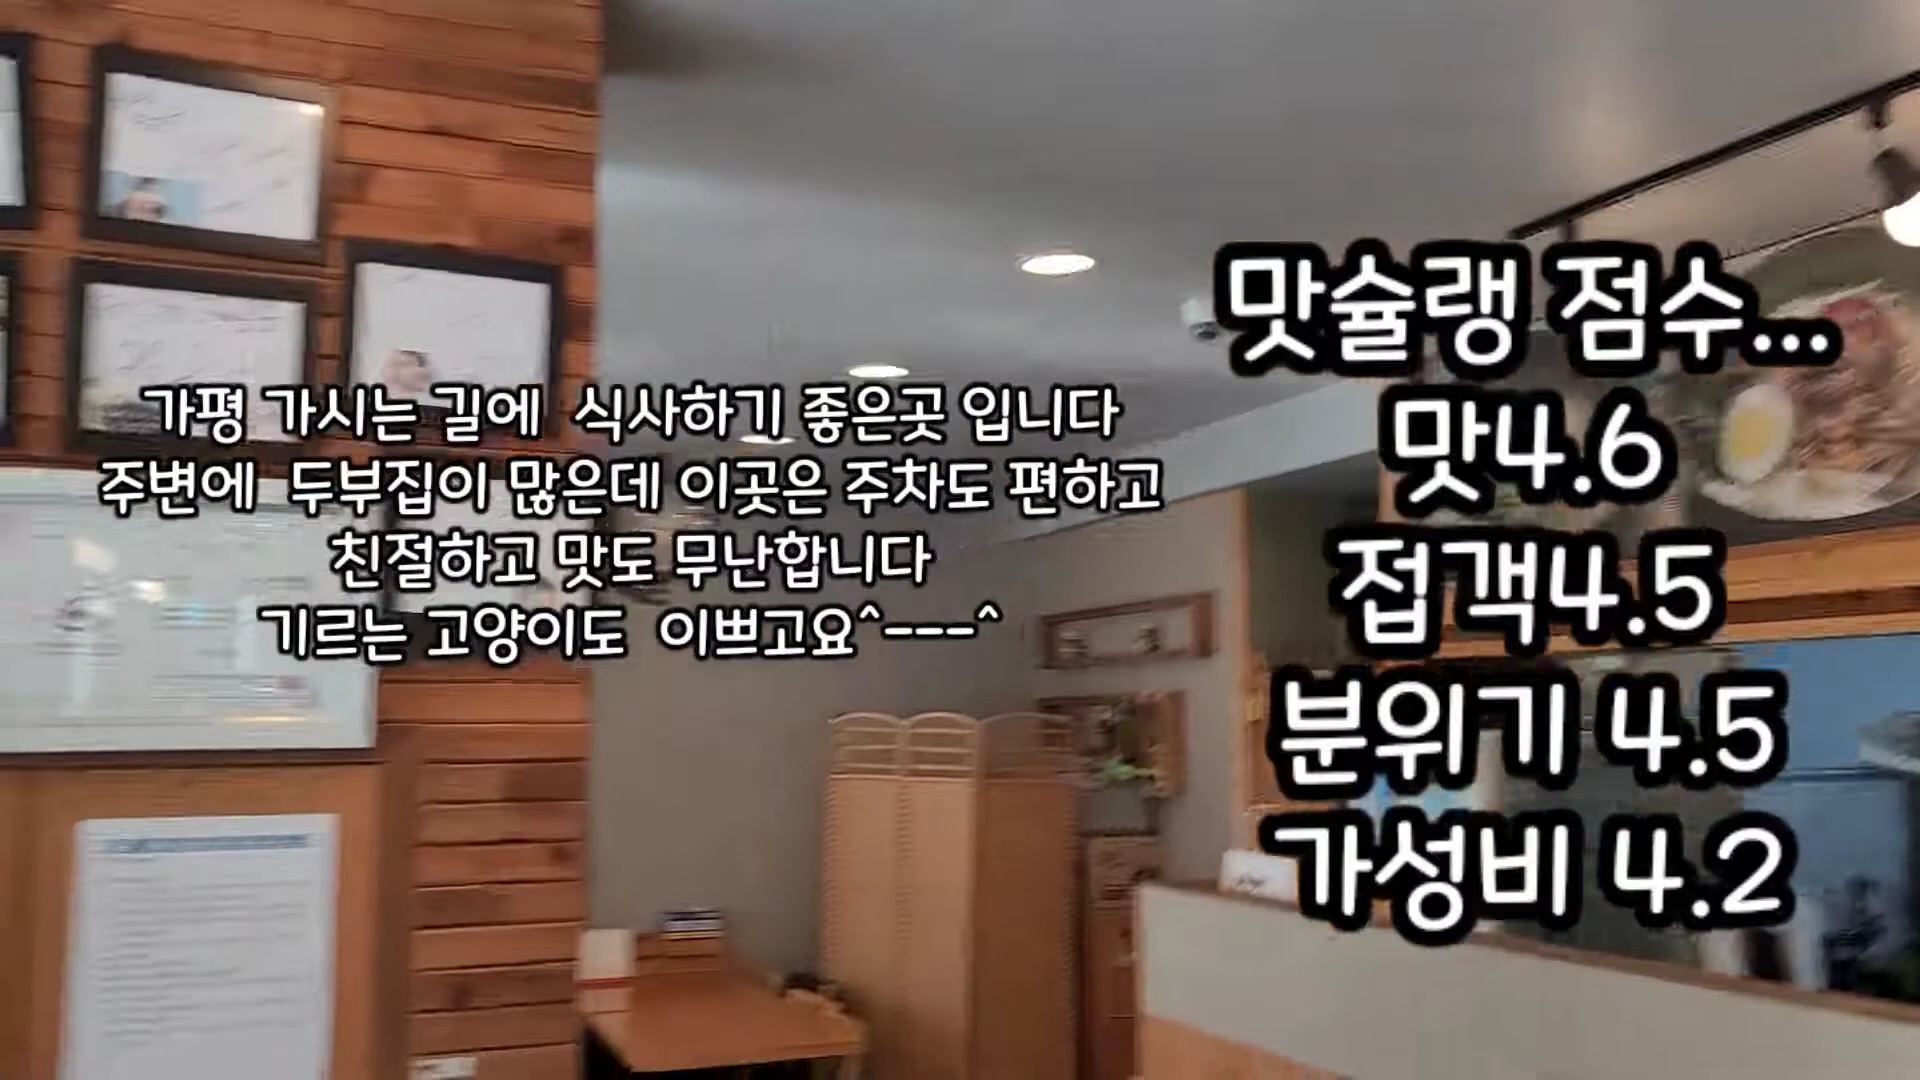 가평 가시는 길에 식사하기 좋은곳 입니다
주변에 두부집이 많은데 이곳은 주차도 편하고
친절하고 맛도 무난합니다
기르는 고양이도 이쁘고요^---^
맛슐랭 점수...
맛4.6
접객4.5
분위기 4.5
가성비 4.2